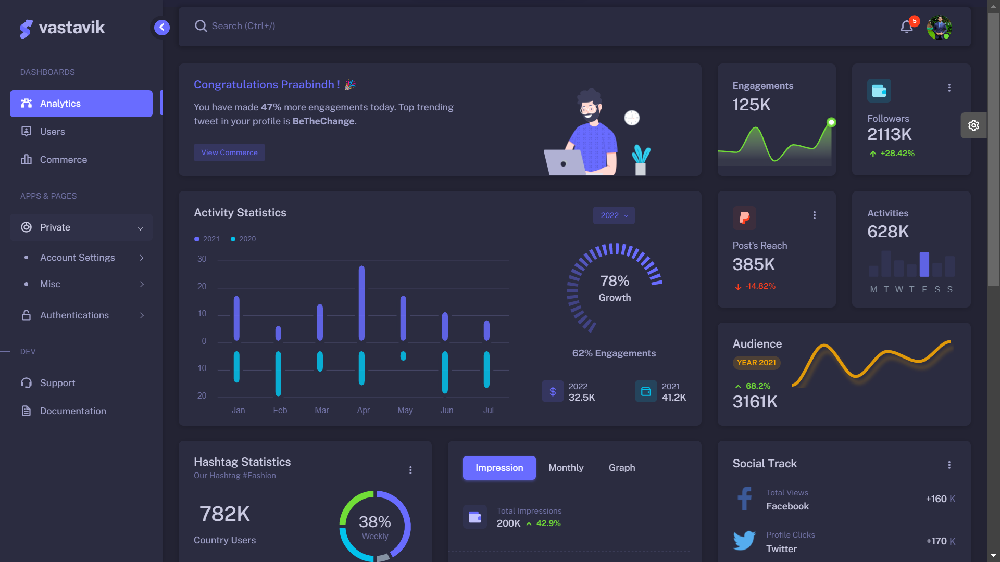 vastavik
Search (Ctrl+/)
5
DASHBOARDS
Analytics
Users
Commerce
APPS & PAGES
Private
Account Settings
Misc
Authentications
DEV
Support
Documentation
Congratulations Praabindh ! 🎉
You have made 47% more engagements today. Top trending
tweet in your profile is BeTheChange.
View Commerce
Engagements
125K
Followers
2113K
+28.42%
Activity Statistics
2021 2020
30
20
10
0
-10
-20
Jan Feb Mar Apr May Jun Jul
2022
78%
Growth
62% Engagements
2022
32.5K
2021
41.2K
Post's Reach
385K
-14.82%
Activities
628K
M T W T F S S
Audience
YEAR 2021
68.2%
3161K
Hashtag Statistics
Our Hashtag #Fashion
782K
Country Users
38%
Weekly
Impression Monthly Graph
Total Impressions
200K 42.9%
Social Track
Total Views
Facebook
+160 K
Profile Clicks
Twitter
+170 K